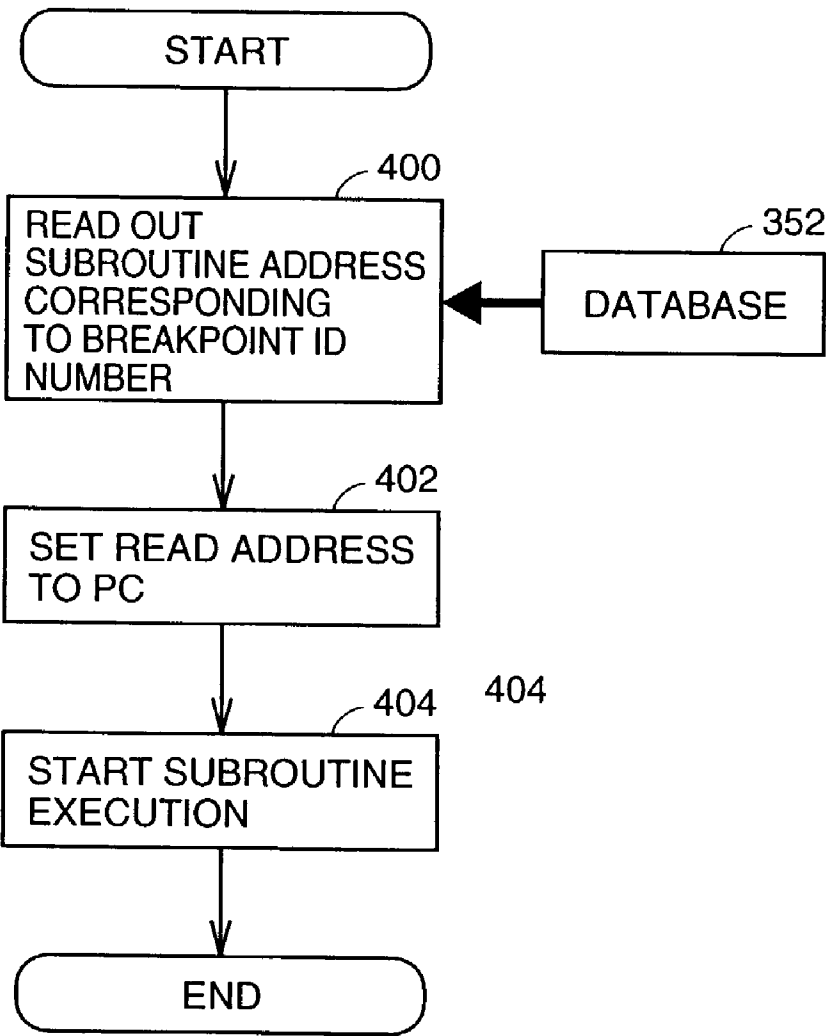 START
400
READ OUT
SUBROUTINE ADDRESS
CORRESPONDING
TO BREAKPOINT ID
NUMBER
352
DATABASE
402
SET READ ADDRESS
TO PC
404
404
START SUBROUTINE
EXECUTION
END